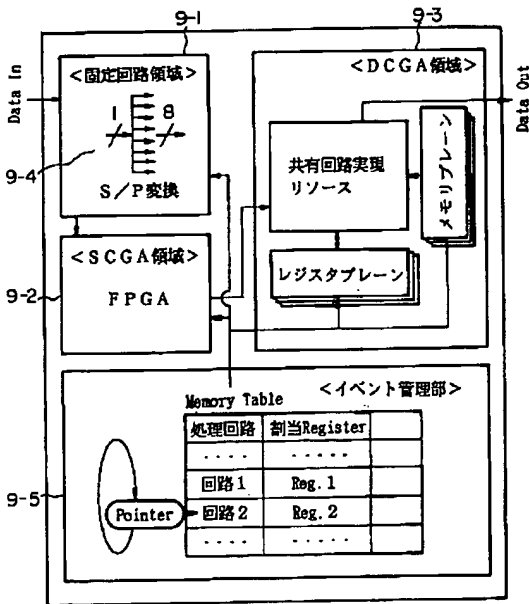 9-1
9-3
<固定回路領域>
1
8
S/P変換
<DCGA領域>
共有回路実現
リソース
メモリプレーン
レジスタプレーン
Data In
Data Out
9-4
<SCGA領域>
FPGA
9-2
<イベント管理部>
Memory Table
処理回路
割当Register
....
.....
回路1
Reg.1
回路2
Reg.2
....
.....
Pointer
9-5